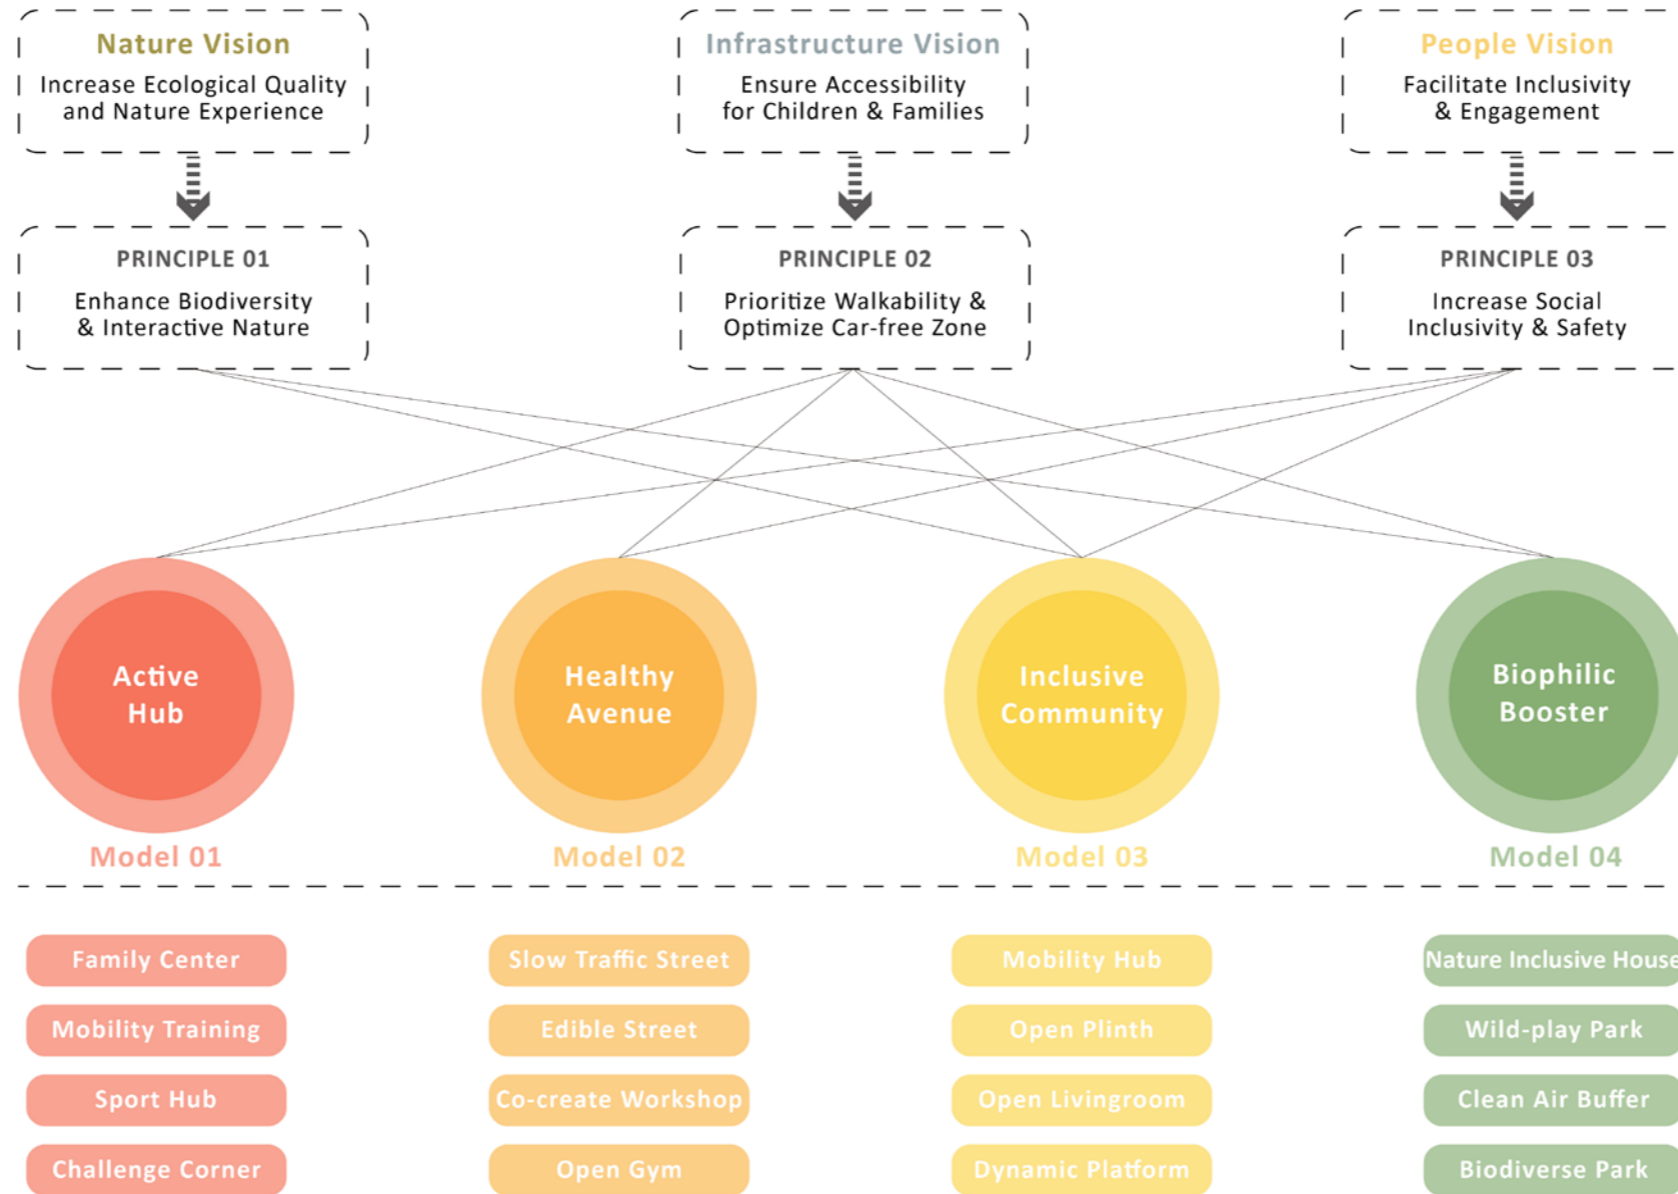 Nature Vision
Increase Ecological Quality
and Nature Experience
Infrastructure Vision
Ensure Accessibility
for Children & Families
People Vision
Facilitate Inclusivity
& Engagement
PRINCIPLE 01
Enhance Biodiversity
& Interactive Nature
PRINCIPLE 02
Prioritize Walkability &
Optimize Car-free Zone
PRINCIPLE 03
Increase Social
Inclusivity & Safety
Active
Hub
Healthy
Avenue
Inclusive
Community
Biophilic
Booster
Model 01
Model 02
Model 03
Model 04
Family Center
Mobility Training
Sport Hub
Challenge Corner
Slow Traffic Street
Edible Street
Co-create Workshop
Open Gym
Mobility Hub
Open Plinth
Open Livingroom
Dynamic Platform
Nature Inclusive House
Wild-play Park
Clean Air Buffer
Biodiverse Park